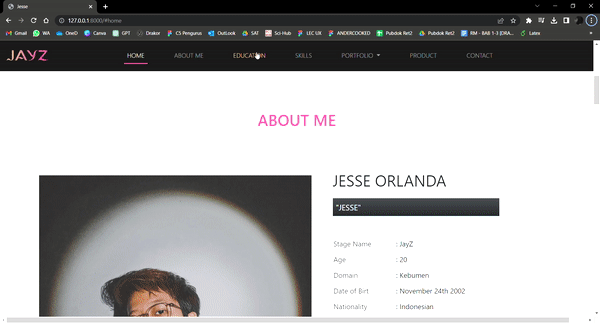 Jesse
127.0.0.1:8000/#home
Gmail WA OneD Canva GPT Drakor CS Pengurus OutLook SAT Sci-Hub LEC UX ANDERCOOKED Pubdok Ret2 Pubdok Ret2 RM - BAB 1-3 [DRA... Latex
JAYZ HOME ABOUT ME EDUCATION SKILLS PORTFOLIO PRODUCT CONTACT
ABOUT ME
JESSE ORLANDA
"JESSE"
Stage Name : JayZ
Age : 20
Domain : Kebumen
Date of Birt : November 24th 2002
Nationality : Indonesian